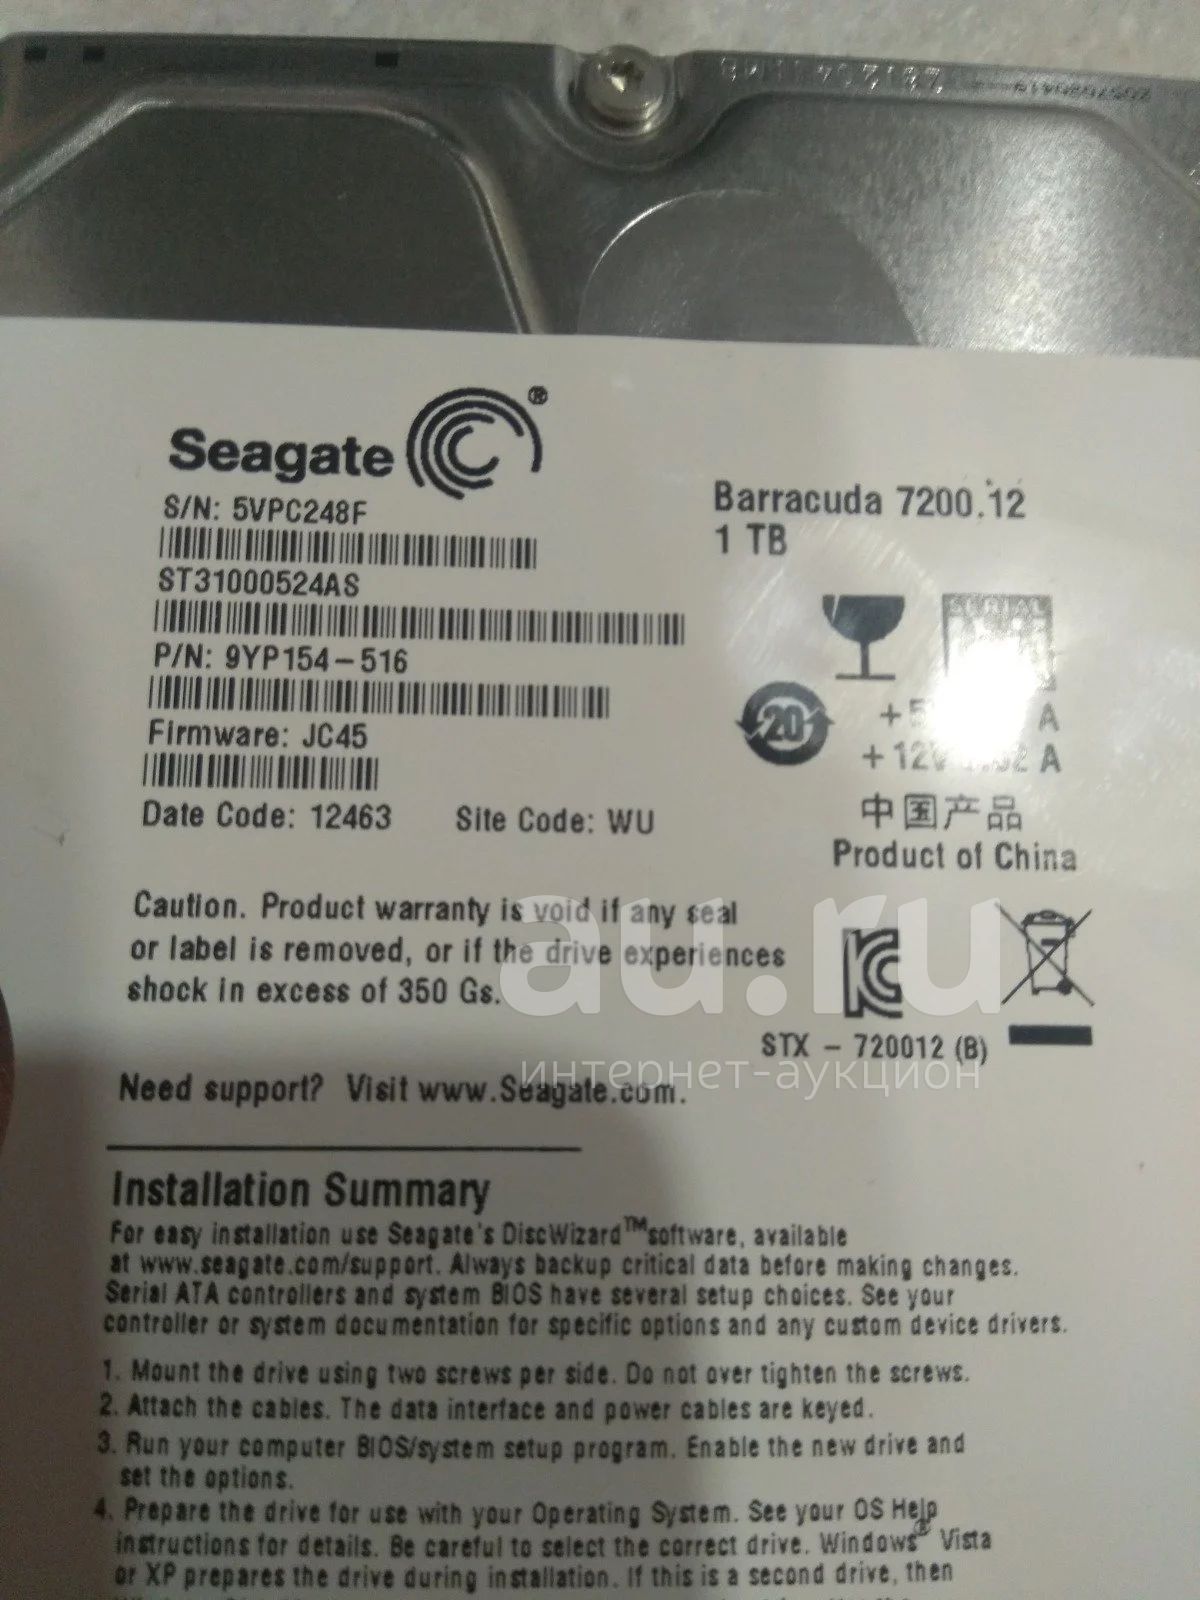 Seagate ®
S/N: 5VPC248F
Barracuda 7200.12
1 TB
ST31000524AS
SERIAL
P/N: 9YP154-516
20
+5 A
Firmware: JC45
+12V A
Date Code: 12463 Site Code: WU
中国产品
Product of China
Caution. Product warranty is void if any seal
or label is removed, or if the drive experiences
shock in excess of 350 Gs.
au.ru
STX - 720012 (B)
интернет-аукцион
Need support? Visit www.Seagate.com.
Installation Summary
For easy installation use Seagate's DiscWizard™ software, available
at www.seagate.com/support. Always backup critical data before making changes.
Serial ATA controllers and system BIOS have several setup choices. See your
controller or system documentation for specific options and any custom device drivers.
1. Mount the drive using two screws per side. Do not over tighten the screws.
2. Attach the cables. The data interface and power cables are keyed.
3. Run your computer BIOS/system setup program. Enable the new drive and
set the options.
4. Prepare the drive for use with your Operating System. See your OS Help
instructions for details. Be careful to select the correct drive. Windows® Vista
or XP prepares the drive during installation. If this is a second drive, then